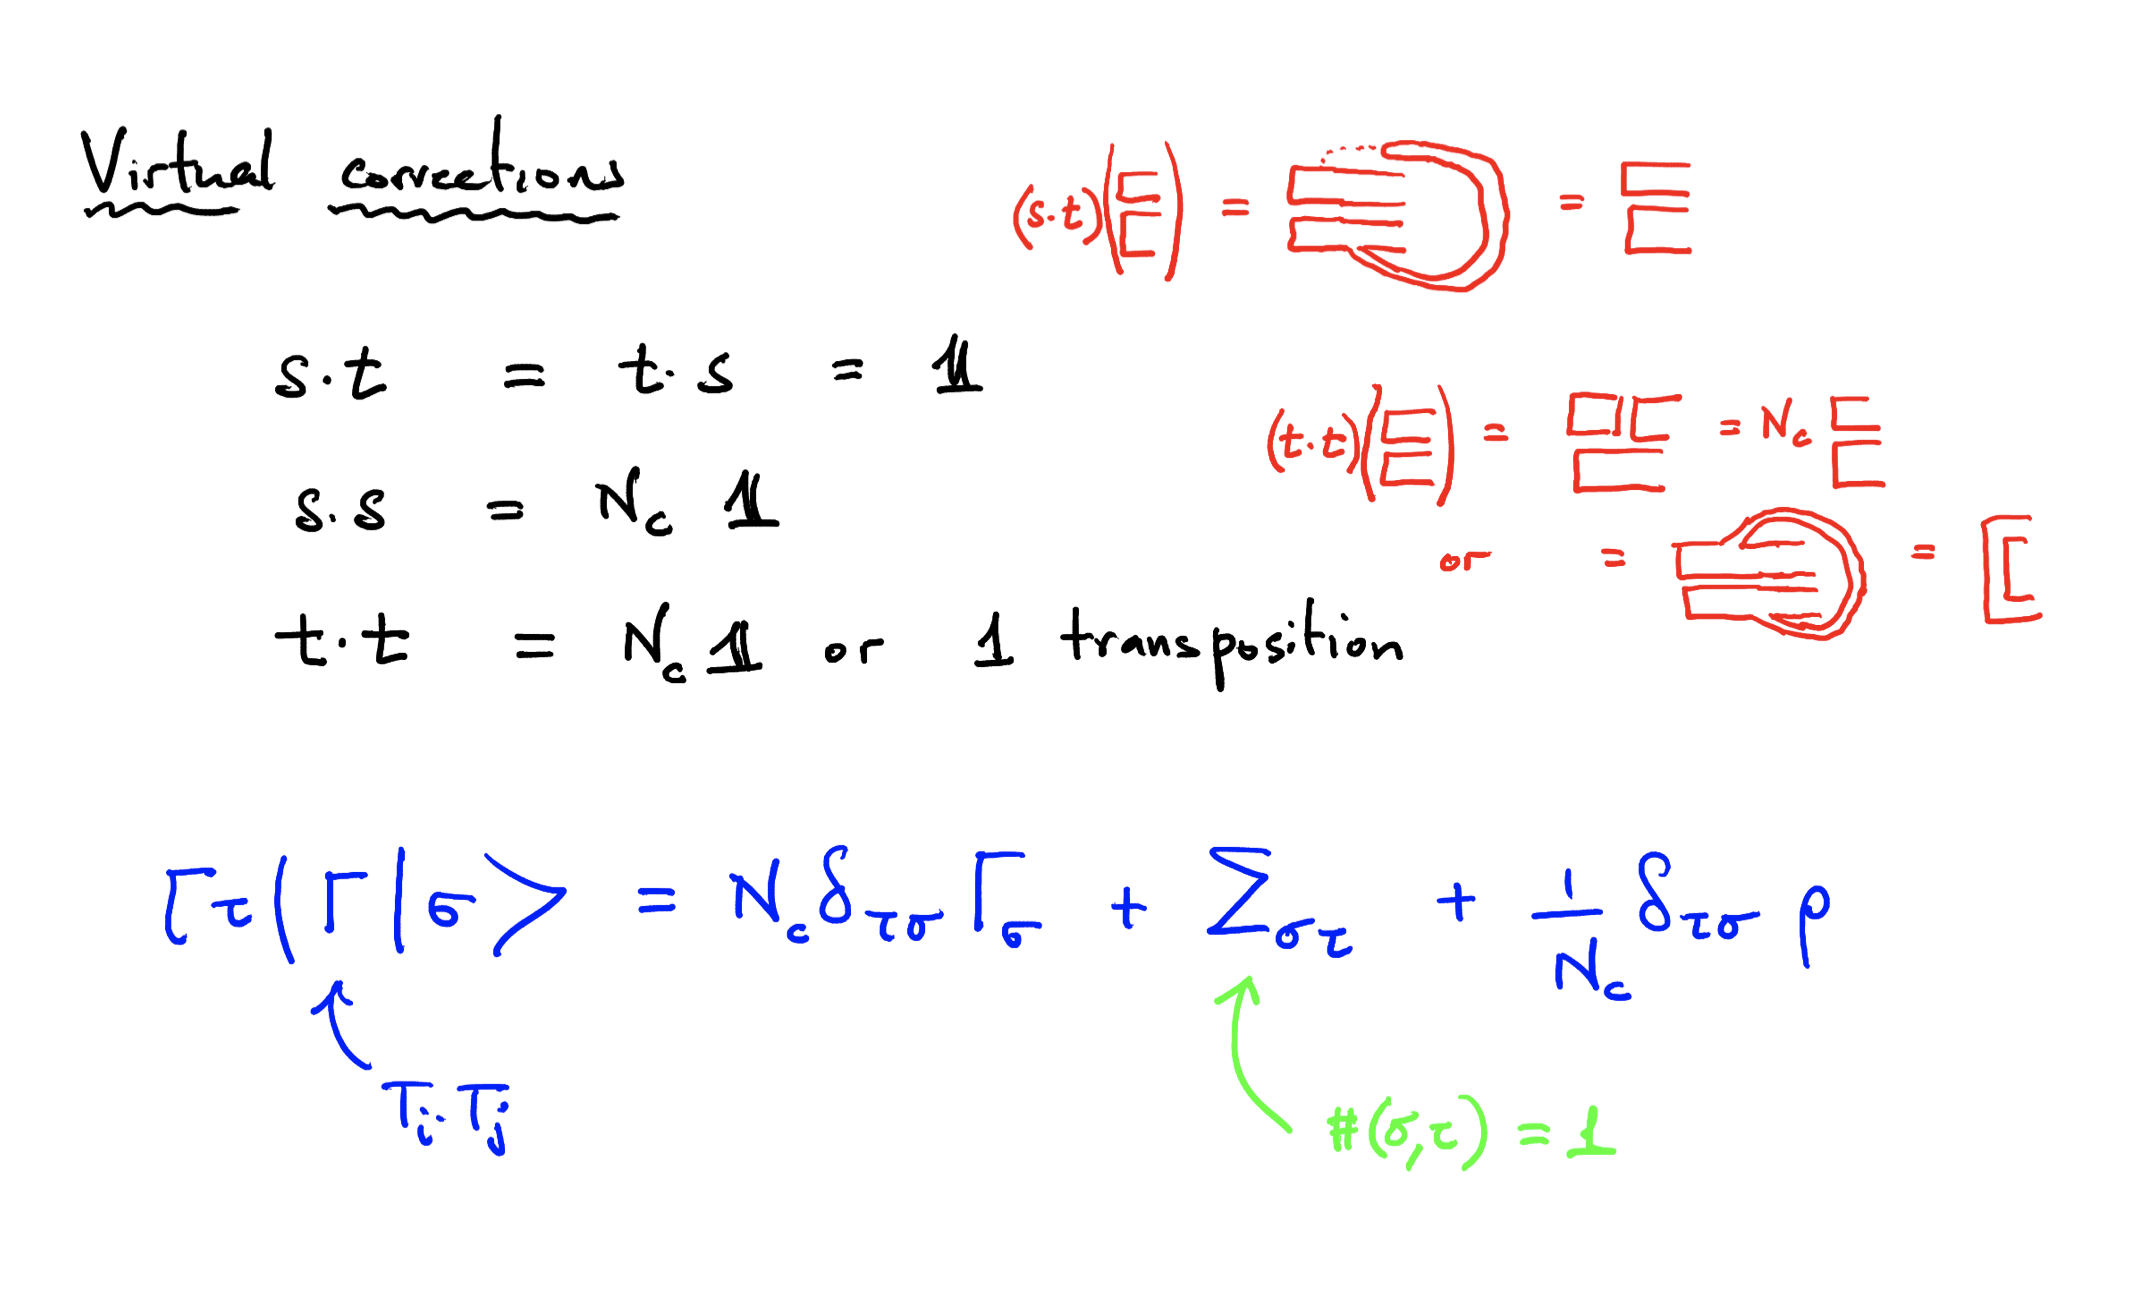 Virtual corrections
(s.t)( ) = =
s.t = t.s = 𝟙
(t.t)( ) = = N_c
s.s = N_c 𝟙
or = =
t.t = N_c 𝟙 or 1 transposition
[τ(Γ|σ> = N_c δ_τσ Γ_σ + Σ_στ + 1/N_c δ_τσ ρ
T_i.T_j
#(σ,τ) = 1